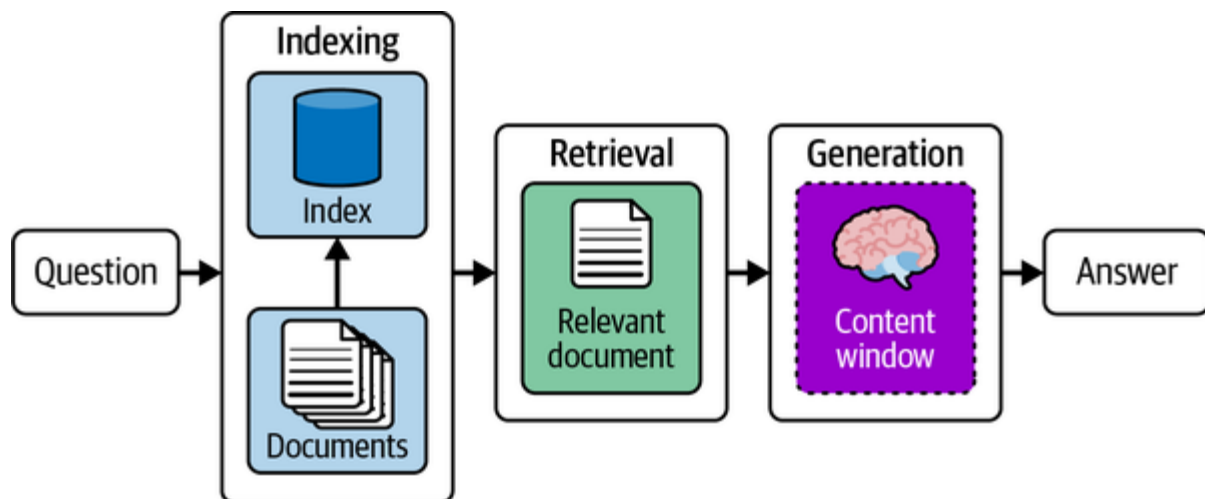 Question
Indexing
Index
Documents
Retrieval
Relevant
document
Generation
Content
window
Answer